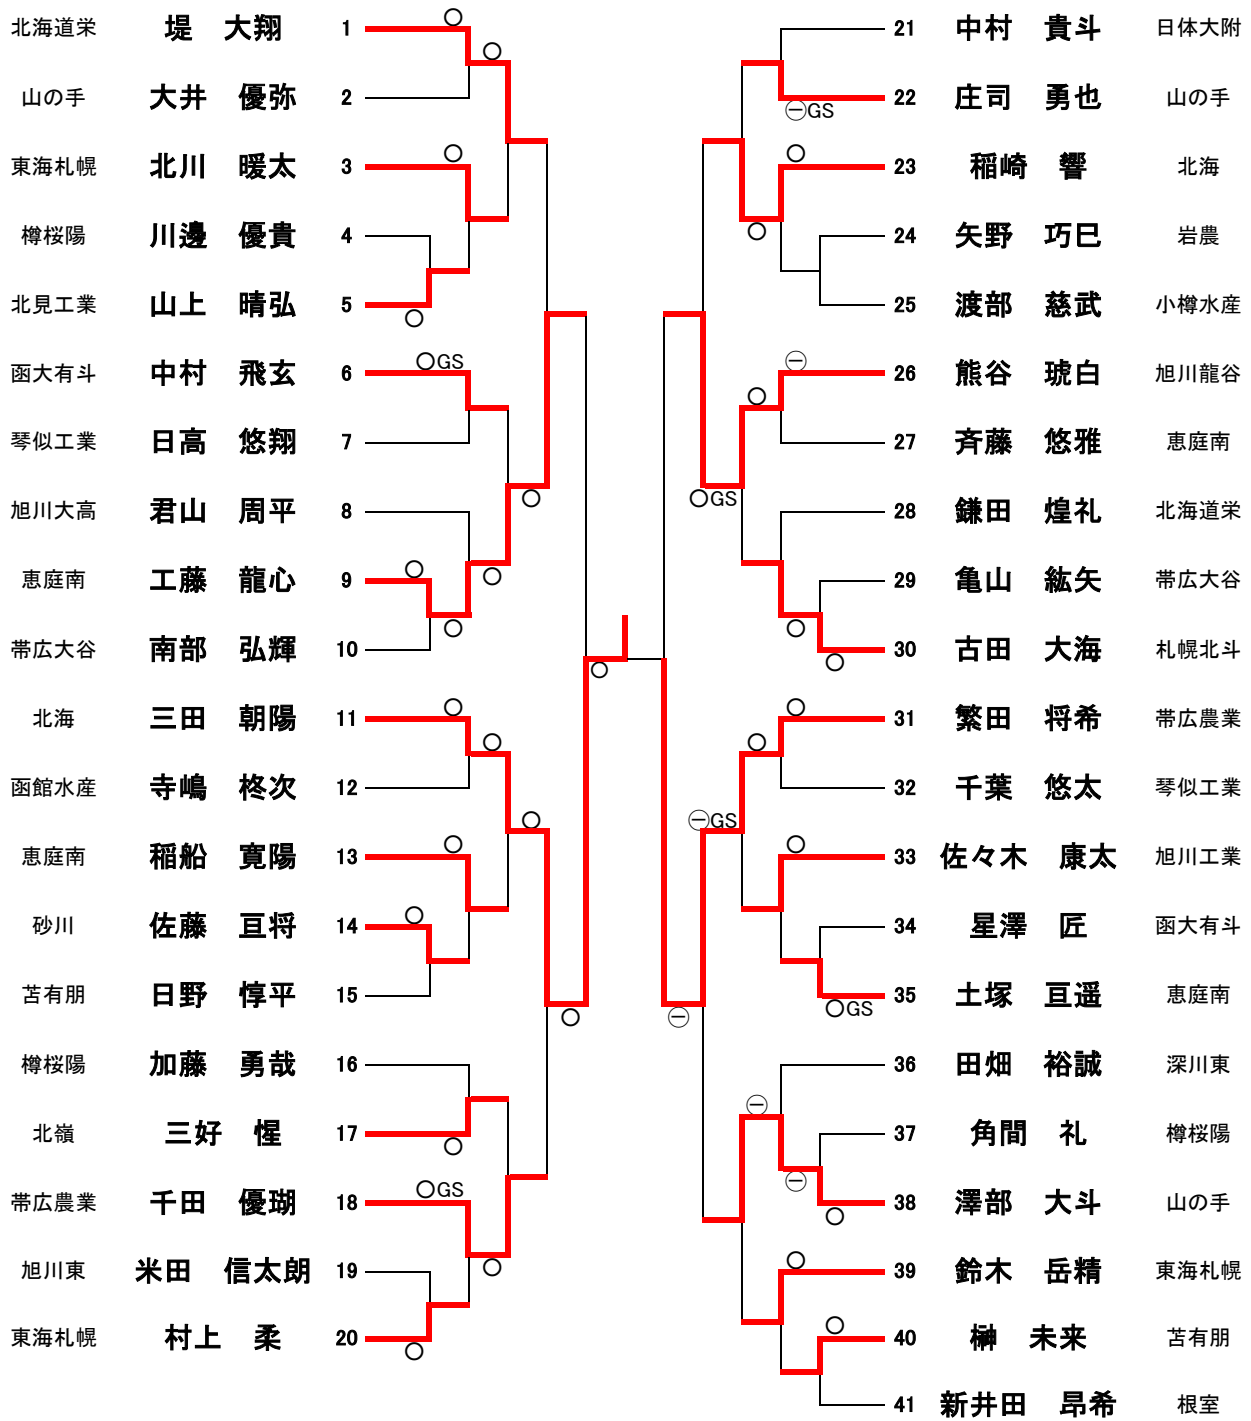 北海道栄 堤 大翔 1 ○
山の手 大井 優弥 2
東海札幌 北川 暖太 3 ○
樽桜陽 川邊 優貴 4
北見工業 山上 晴弘 5 ○
函大有斗 中村 飛玄 6 ○GS
琴似工業 日高 悠翔 7
旭川大高 君山 周平 8
恵庭南 工藤 龍心 9 ○
帯広大谷 南部 弘輝 10
北海 三田 朝陽 11 ○
函館水産 寺嶋 柊次 12
恵庭南 稲船 寛陽 13 ○
砂川 佐藤 亘将 14 ○
苫有朋 日野 惇平 15
樽桜陽 加藤 勇哉 16
北嶺 三好 惺 17 ○
帯広農業 千田 優瑚 18 ○GS
旭川東 米田 信太朗 19
東海札幌 村上 柔 20 ○
○
○
○
○
○
○
○
○
○
○
21 中村 貴斗 日体大附
㊀GS 22 庄司 勇也 山の手
○ 23 稲崎 響 北海
24 矢野 巧巳 岩農
25 渡部 慈武 小樽水産
㊀ 26 熊谷 琥白 旭川龍谷
27 斉藤 悠雅 恵庭南
28 鎌田 煌礼 北海道栄
29 亀山 紘矢 帯広大谷
○ 30 古田 大海 札幌北斗
○ 31 繁田 将希 帯広農業
32 千葉 悠太 琴似工業
○ 33 佐々木 康太 旭川工業
34 星澤 匠 函大有斗
○GS 35 土塚 亘遥 恵庭南
36 田畑 裕誠 深川東
37 角間 礼 樽桜陽
○ 38 澤部 大斗 山の手
○ 39 鈴木 岳精 東海札幌
○ 40 榊 未来 苫有朋
41 新井田 昂希 根室
○
○
○GS
○
○
㊀GS
㊀
㊀
㊀